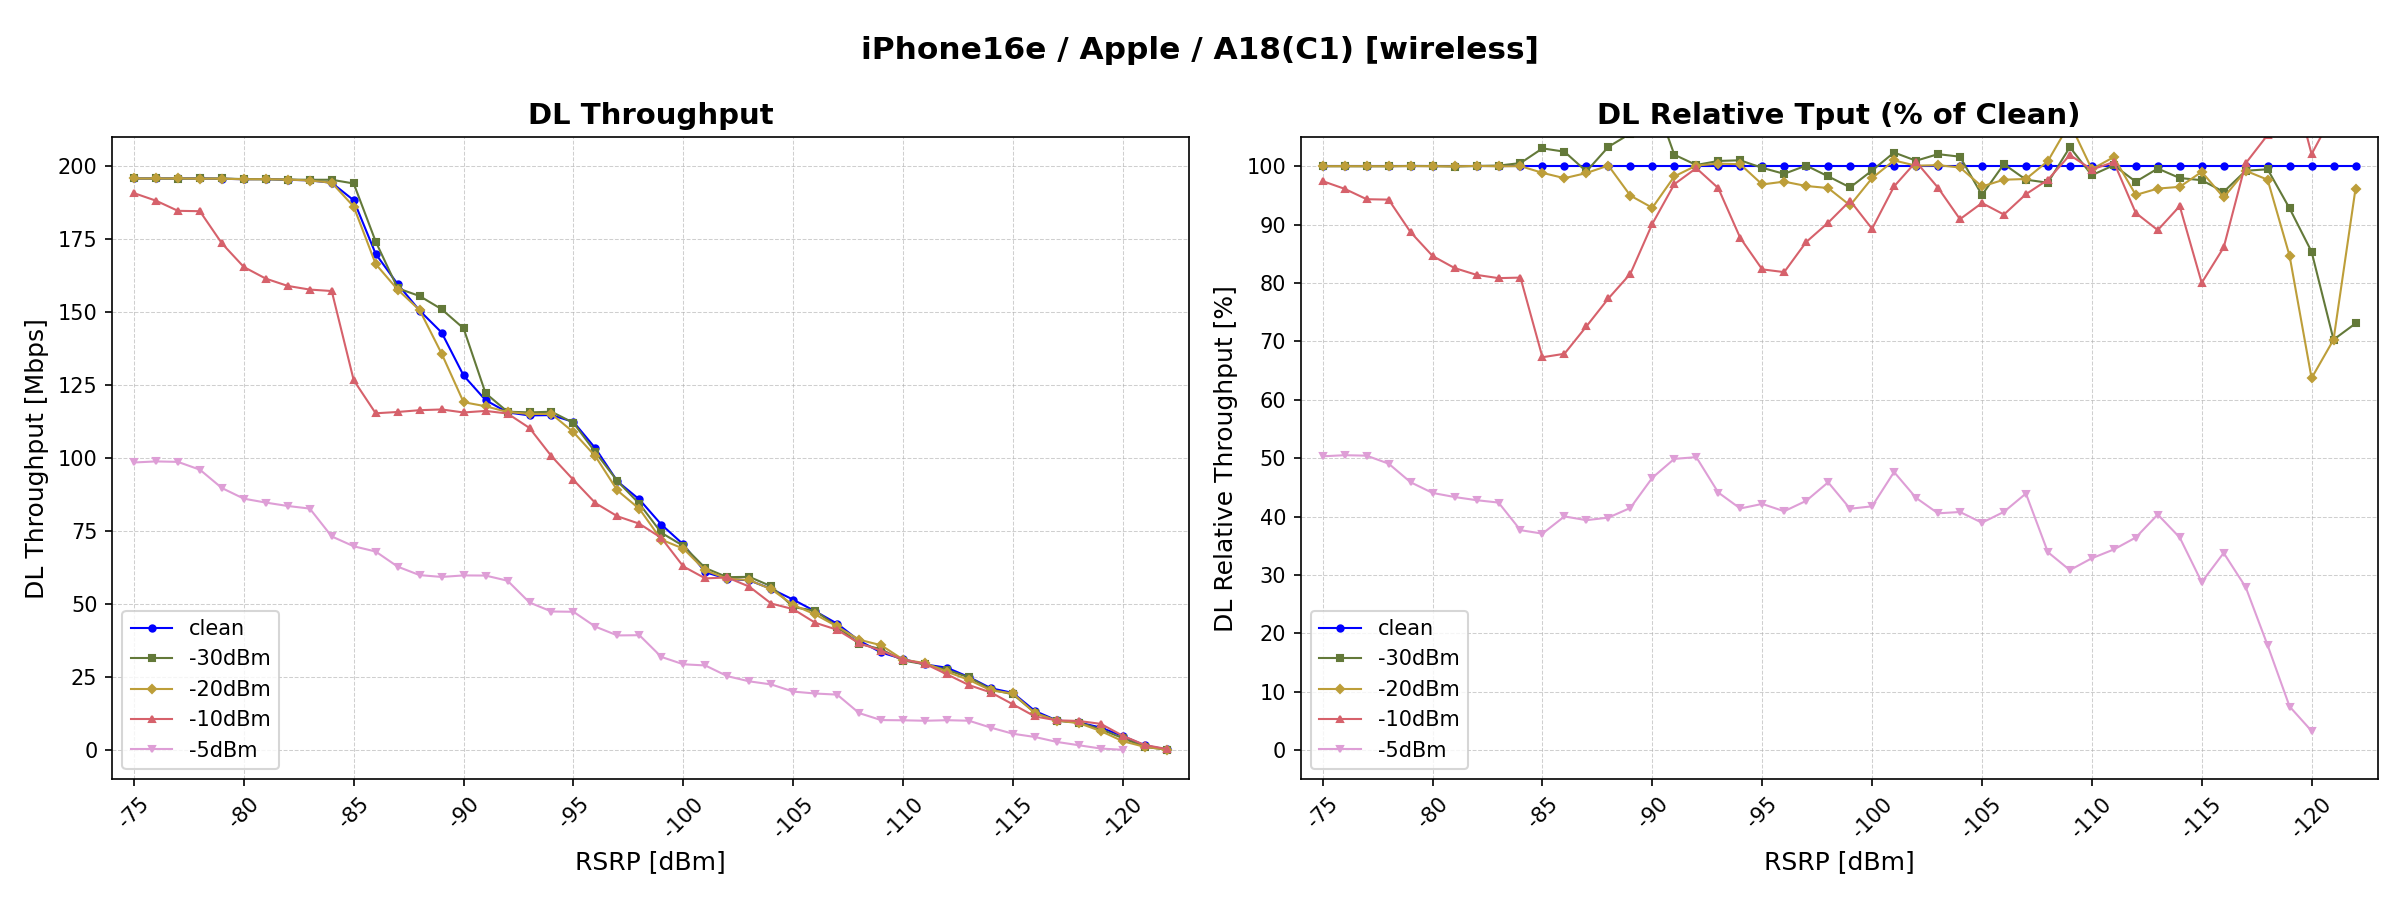 iPhone16e / Apple / A18(C1) [wireless]
DL Throughput
DL Throughput [Mbps]
200
175
150
125
100
75
50
25
0
clean
-30dBm
-20dBm
-10dBm
-5dBm
-75
-80
-85
-90
-95
-100
-105
-110
-115
-120
RSRP [dBm]
DL Relative Tput (% of Clean)
DL Relative Throughput [%]
100
90
80
70
60
50
40
30
20
10
0
clean
-30dBm
-20dBm
-10dBm
-5dBm
-75
-80
-85
-90
-95
-100
-105
-110
-115
-120
RSRP [dBm]